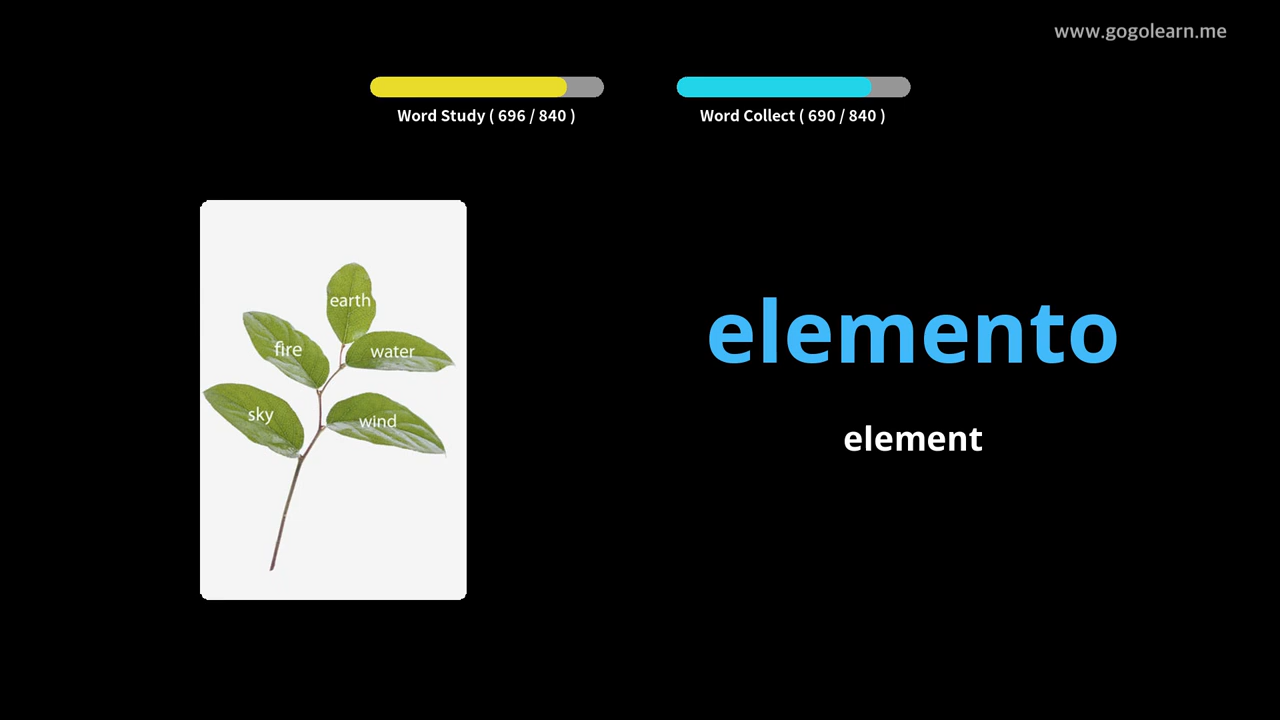 www.gogolearn.me
Word Study ( 696 / 840 )
Word Collect ( 690 / 840 )
earth
fire
water
sky
wind
elemento
element